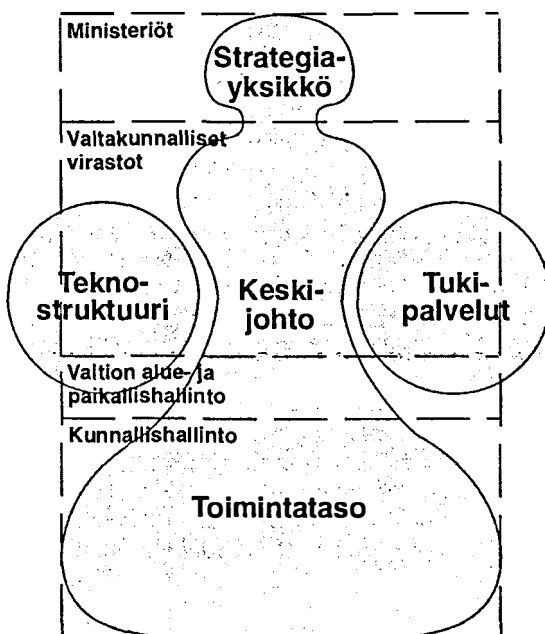 Ministeriöt
Strategia-
yksikkö
Valtakunnalliset
virastot
Tekno-
struktuuri
Keski-
johto
Tuki-
palvelut
Valtion alue- ja
paikallishallinto
Kunnallishallinto
Toimintataso